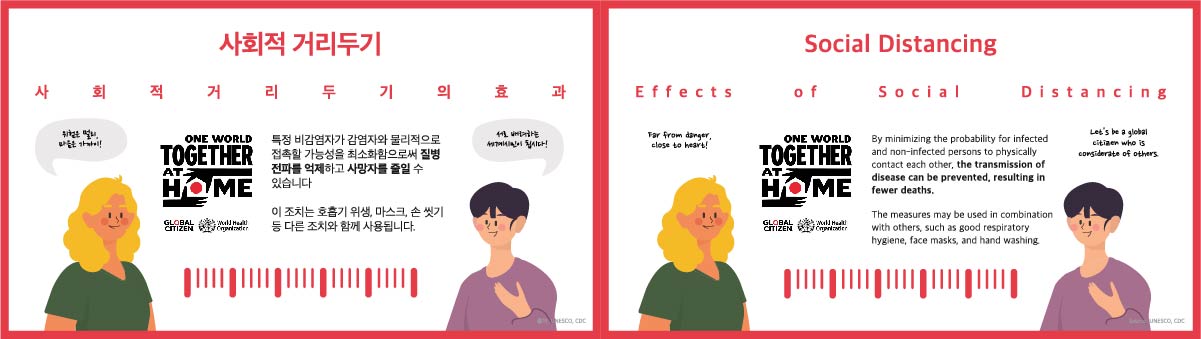 사회적 거리두기
사회적거리두기의효과
위험은 멀리,
마음은 가까이!
ONE WORLD
TOGETHER
AT
HOME
GLOBAL
CITIZEN
World Health
Organization
특정 비감염자가 감염자와 물리적으로
접촉할 가능성을 최소화함으로써 질병
전파를 억제하고 사망자를 줄일 수
있습니다
이 조치는 호흡기 위생, 마스크, 손 씻기
등 다른 조치와 함께 사용됩니다.
서로 배려하는
세계시민이 됩시다!
UNESCO, CDC
Social Distancing
Effects of Social Distancing
Far from danger,
close to heart!
ONE WORLD
TOGETHER
AT
HOME
GLOBAL
CITIZEN
World Health
Organization
By minimizing the probability for infected
and non-infected persons to physically
contact each other, the transmission of
disease can be prevented, resulting in
fewer deaths.
The measures may be used in combination
with others, such as good respiratory
hygiene, face masks, and hand washing.
Let's be a global
citizen who is
considerate of others.
UNESCO, CDC